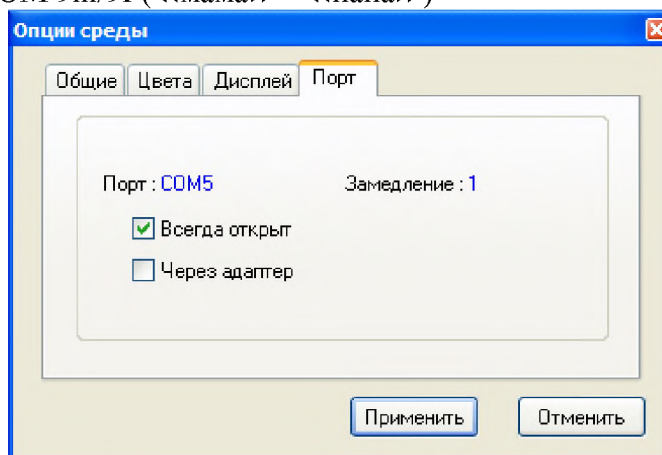 Опции среды
Общие Цвета Дисплей Порт
Порт : COM5 Замедление : 1
Всегда открыт
Через адаптер
Применить Отменить